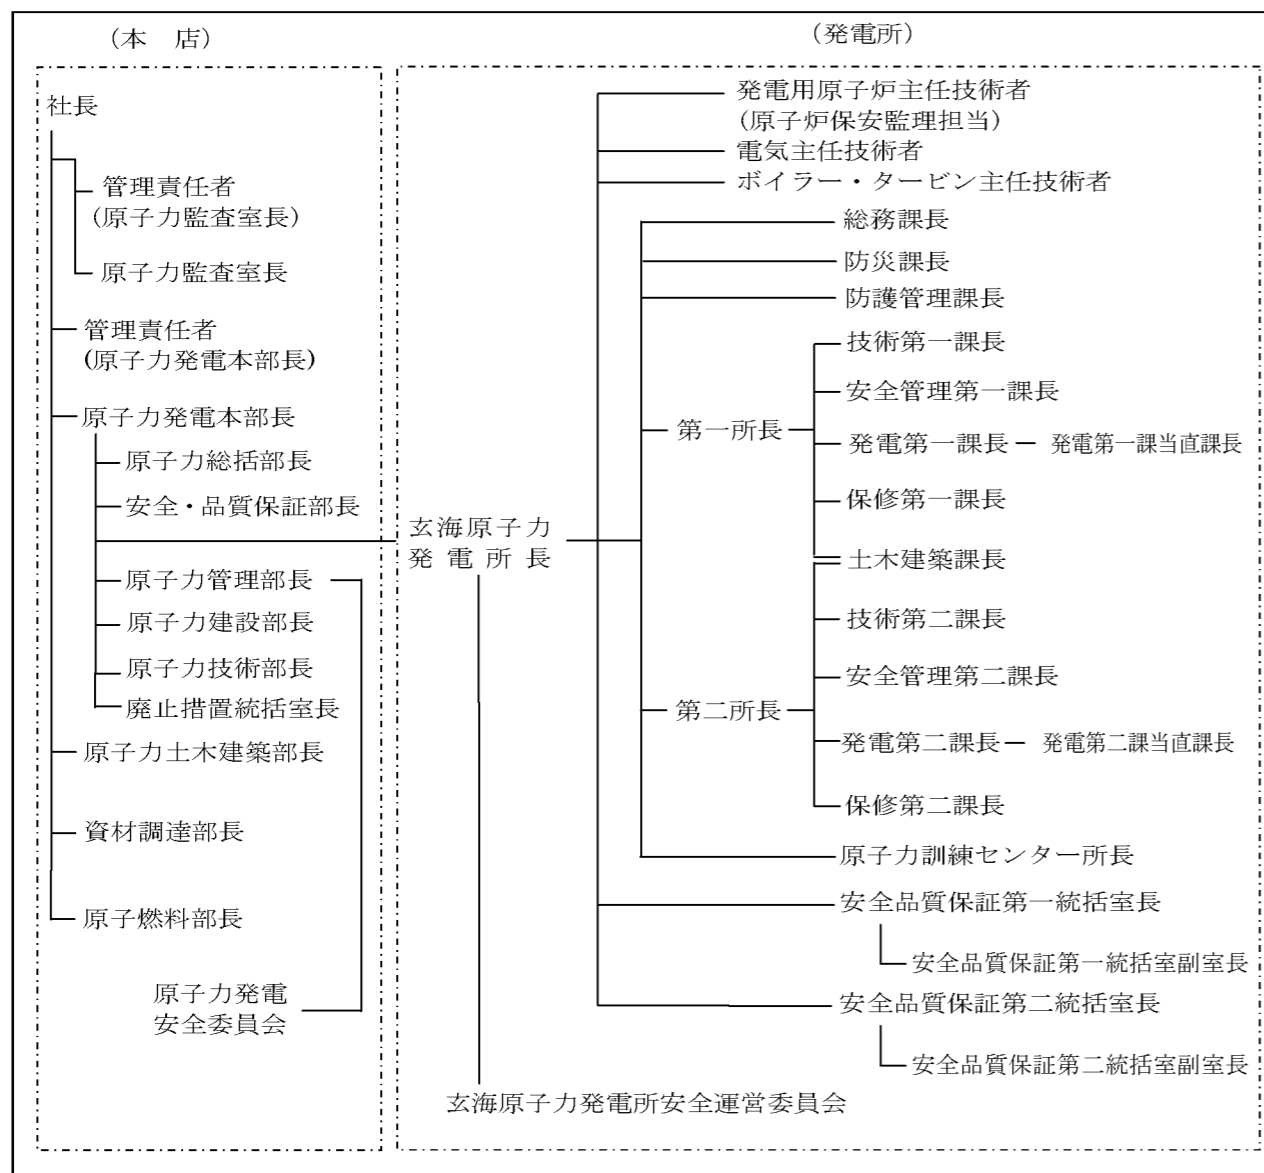 （本　店）
社長
管理責任者
(原子力監査室長)
原子力監査室長
管理責任者
(原子力発電本部長)
原子力発電本部長
原子力総括部長
安全・品質保証部長
原子力管理部長
原子力建設部長
原子力技術部長
廃止措置統括室長
原子力土木建築部長
資材調達部長
原子燃料部長
原子力発電
安全委員会
（発電所）
玄海原子力
発電所長
発電用原子炉主任技術者
(原子炉保安監理担当)
電気主任技術者
ボイラー・タービン主任技術者
総務課長
防災課長
防護管理課長
第一所長
技術第一課長
安全管理第一課長
発電第一課長 発電第一課当直課長
保修第一課長
土木建築課長
第二所長
技術第二課長
安全管理第二課長
発電第二課長 発電第二課当直課長
保修第二課長
原子力訓練センター所長
安全品質保証第一統括室長
安全品質保証第一統括室副室長
安全品質保証第二統括室長
安全品質保証第二統括室副室長
玄海原子力発電所安全運営委員会